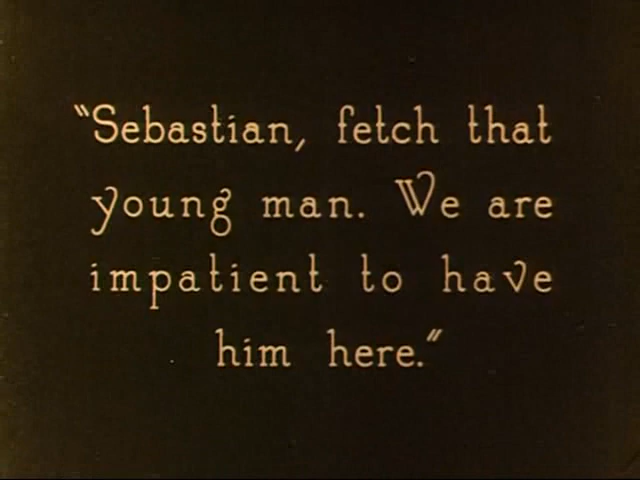 “Sebastian, fetch that
young man. We are
impatient to have
him here.”